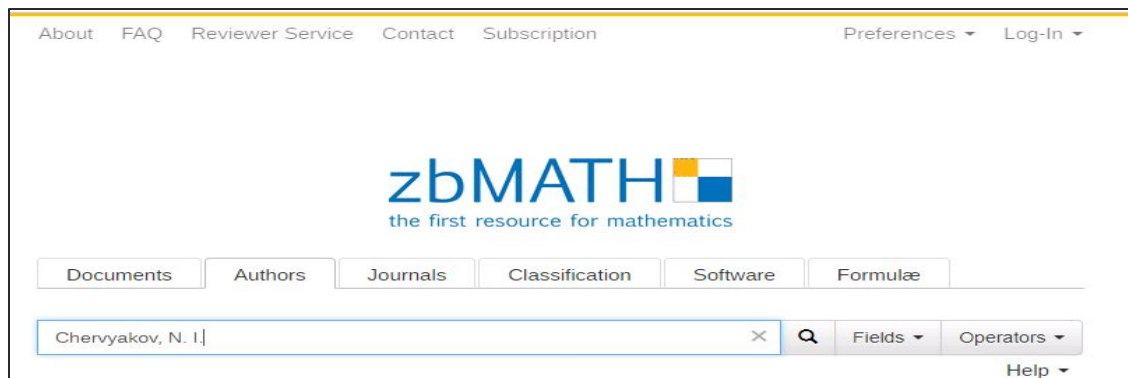 About FAQ Reviewer Service Contact Subscription Preferences Log-In
zbMATH
the first resource for mathematics
Documents Authors Journals Classification Software Formulæ
Chervyakov, N. I. Fields Operators
Help